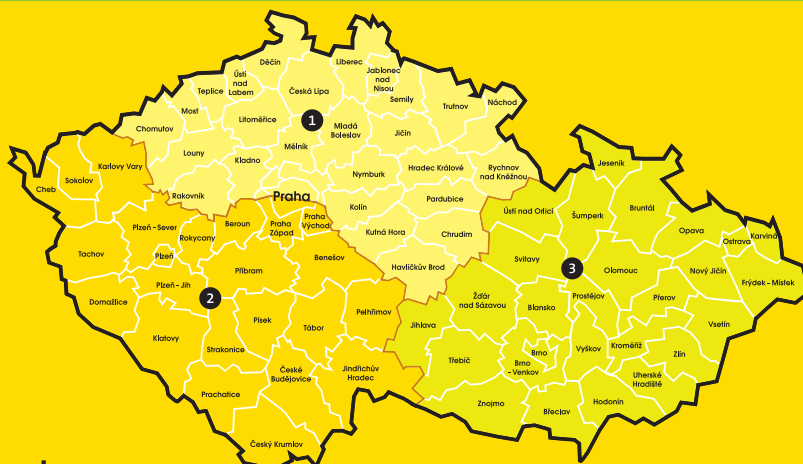 Děčín
Liberec
Jablonec
nad
Nisou
Ústí
nad
Labem
Teplice
Česká Lípa
Semily
Trutnov
Náchod
Most
Litoměřice
1
Mladá
Boleslav
Jičín
Chomutov
Mělník
Louny
Kladno
Nymburk
Hradec Králové
Rychnov
nad Kněžnou
Rakovník
Praha
Kolín
Pardubice
Kutná Hora
Chrudim
Havlíčkův Brod
Karlovy Vary
Sokolov
Cheb
Plzeň - Sever
Rokycany
Beroun
Praha
Západ
Praha
Východ
Tachov
Plzeň
Benešov
Příbram
Plzeň - Jih
2
Domažlice
Písek
Tábor
Pelhřimov
Klatovy
Strakonice
České
Budějovice
Jindřichův
Hradec
Prachatice
Český Krumlov
Jeseník
Ústí nad Orlicí
Šumperk
Bruntál
Opava
Ostrava
Karviná
Svitavy
3
Olomouc
Nový Jičín
Frýdek – Místek
Žďár
nad Sázavou
Blansko
Prostějov
Přerov
Jihlava
Vsetín
Třebíč
Brno
Brno
- Venkov
Vyškov
Kroměříž
Zlín
Uherské
Hradiště
Znojmo
Břeclav
Hodonín